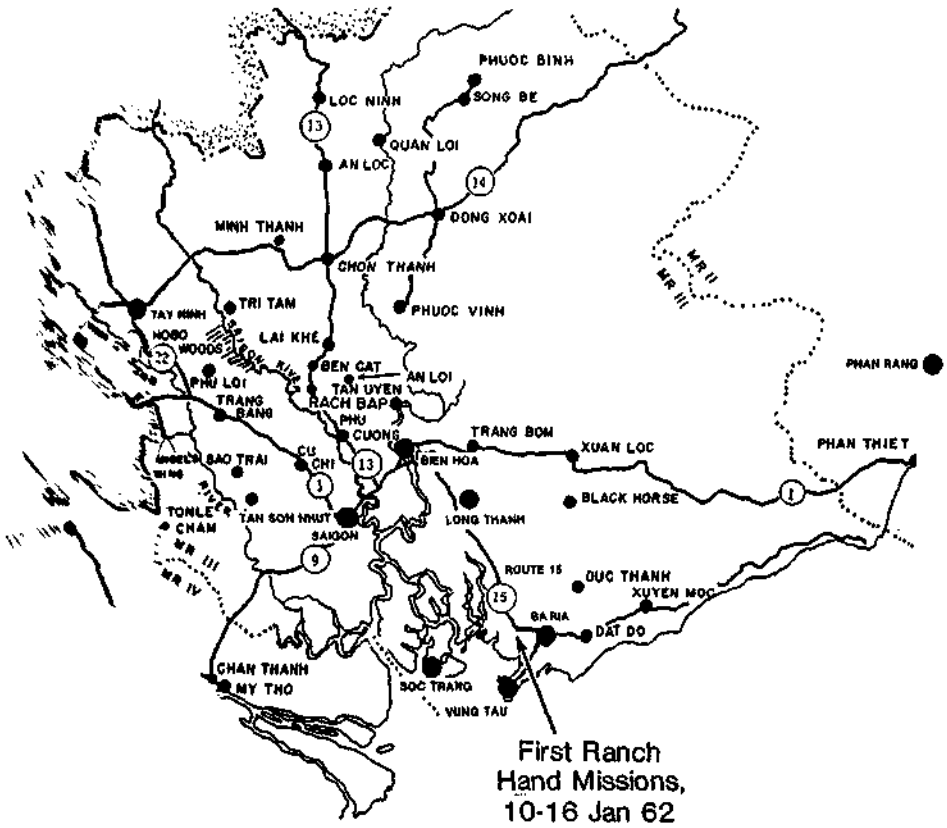 PHUOC BINH
SONG BE
LOC NINH
13
QUAN LOI
AN LOC
14
DONG XOAI
MINH THANH
CHON THANH
MR II
MR III
TAY NINH
TRI TAM
PHUOC VINH
SAIGON RIVER
HOBO
WOODS
LAI KHE
22
BEN CAT
AN LOI
PHAN RANG
PHU LOI
TAN UYEN
RACH BAP
TRANG
BANG
PHU
CUONG
TRANG BOM
XUAN LOC
PHAN THIET
BIEN HOA
ANGEL'S
WING
BAO TRAI
CU
CHI
13
1
1
BLACK HORSE
RIVER
TAN SON NHUT
LONG THANH
TONLE
CHAM
SAIGON
MR III
MR IV
9
ROUTE 15
DUC THANH
XUYEN MOC
15
BARIA
DAT DO
CHAN THANH
MY THO
SOC TRANG
VUNG TAU
First Ranch
Hand Missions,
10-16 Jan 62